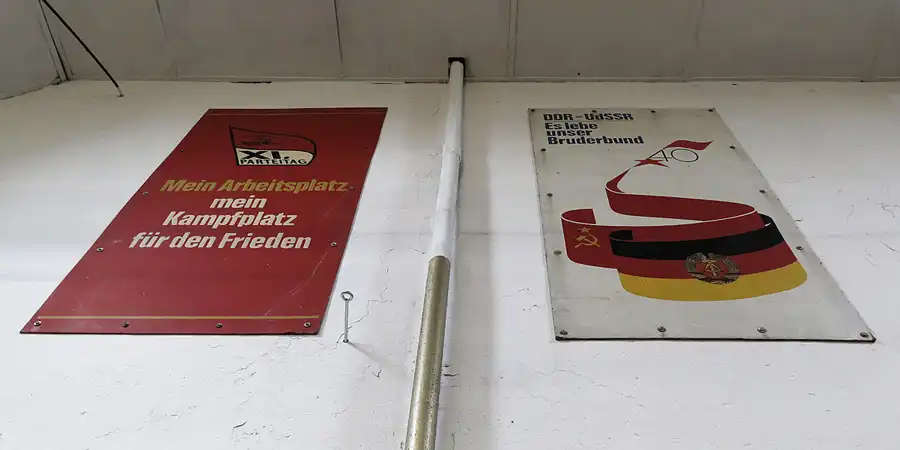 XI.
PARTEITAG
Mein Arbeitsplatz
mein
Kampfplatz
für den Frieden
DDR - UdSSR
Es lebe
unser
Bruderbund
40